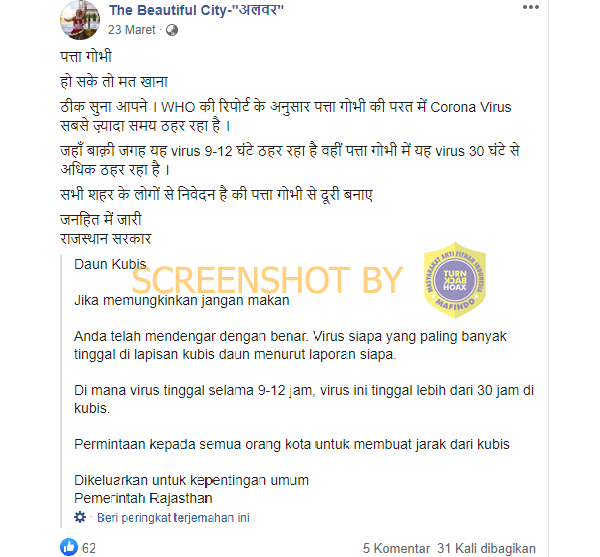 The Beautiful City-"अलवर"
23 Maret ·
पत्ता गोभी
हो सके तो मत खाना
ठीक सुना आपने । WHO की रिपोर्ट के अनुसार पत्ता गोभी की परत में Corona Virus
सबसे ज़्यादा समय ठहर रहा है ।
जहाँ बाक़ी जगह यह virus 9-12 घंटे ठहर रहा है वहीं पत्ता गोभी में यह virus 30 घंटे से
अधिक ठहर रहा है ।
सभी शहर के लोगों से निवेदन है की पत्ता गोभी से दूरी बनाए
जनहित में जारी
राजस्थान सरकार
Daun Kubis
SCREENSHOT BY
MASYARAKAT ANTI FITNAH INDONESIA
TURN
BACK
HOAX
MAFINDO
Jika memungkinkan jangan makan
Anda telah mendengar dengan benar. Virus siapa yang paling banyak
tinggal di lapisan kubis daun menurut laporan siapa.
Di mana virus tinggal selama 9-12 jam, virus ini tinggal lebih dari 30 jam di
kubis.
Permintaan kepada semua orang kota untuk membuat jarak dari kubis
Dikeluarkan untuk kepentingan umum
Pemerintah Rajasthan
· Beri peringkat terjemahan ini
62
5 Komentar 31 Kali dibagikan